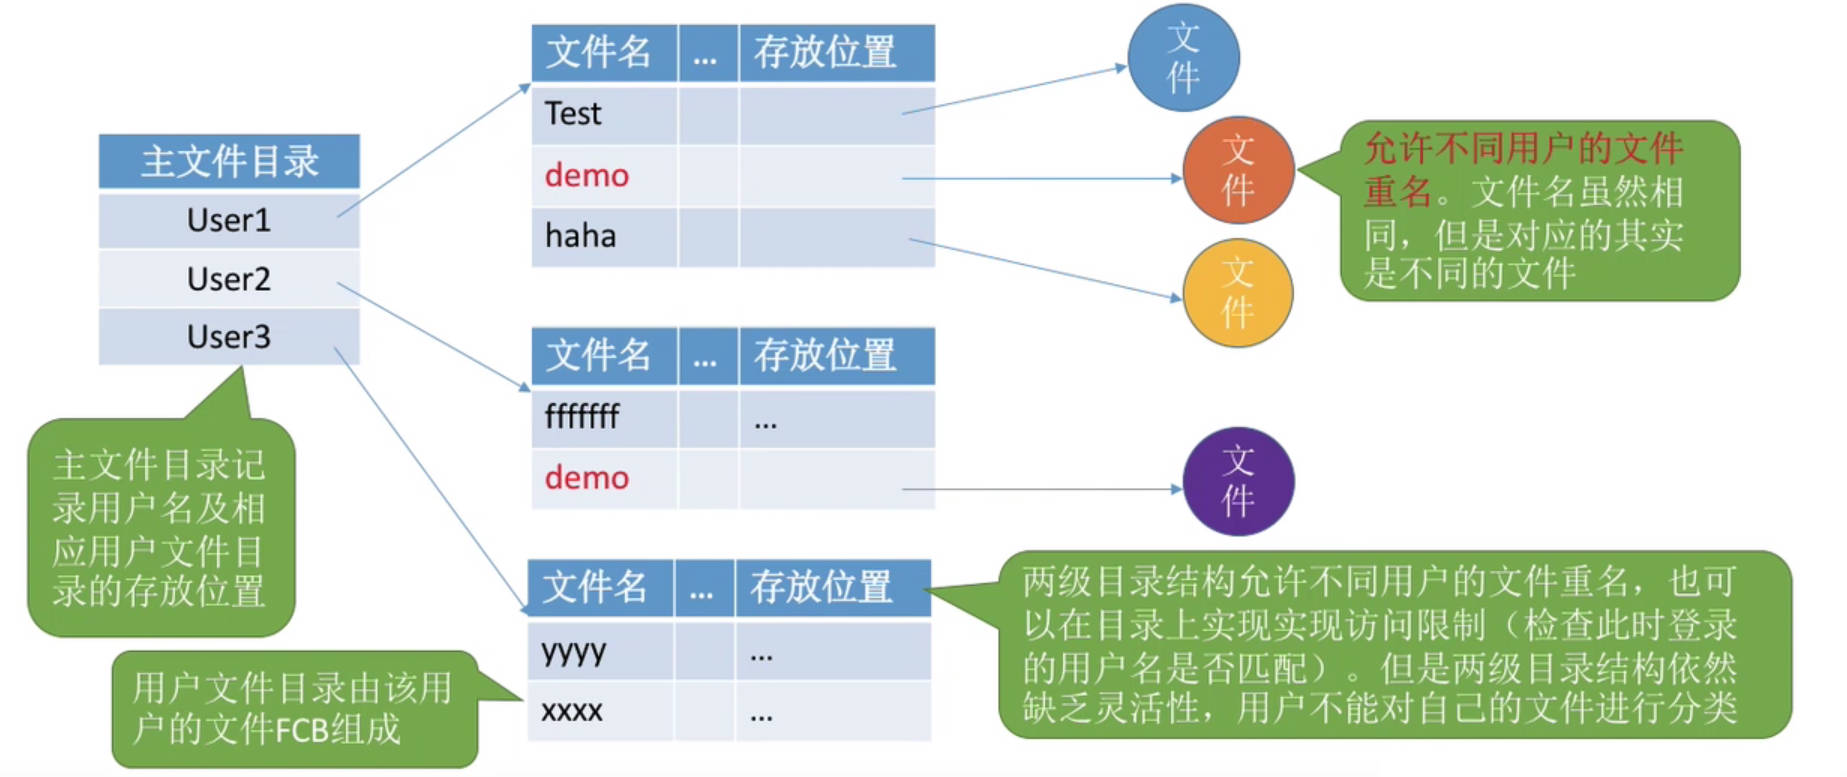 主文件目录
User1
User2
User3
主文件目录记
录用户名及相
应用户文件目
录的存放位置
用户文件目录由该用
户的文件FCB组成
文件名 ... 存放位置
Test
demo
haha
文件名 ... 存放位置
fffffff ...
demo
文件名 ... 存放位置
yyyy ...
xxxx ...
文
件
文
件
文
件
文
件
允许不同用户的文件
重名。文件名虽然相
同，但是对应的其实
是不同的文件
两级目录结构允许不同用户的文件重名，也可
以在目录上实现实现访问限制（检查此时登录
的用户名是否匹配）。但是两级目录结构依然
缺乏灵活性，用户不能对自己的文件进行分类